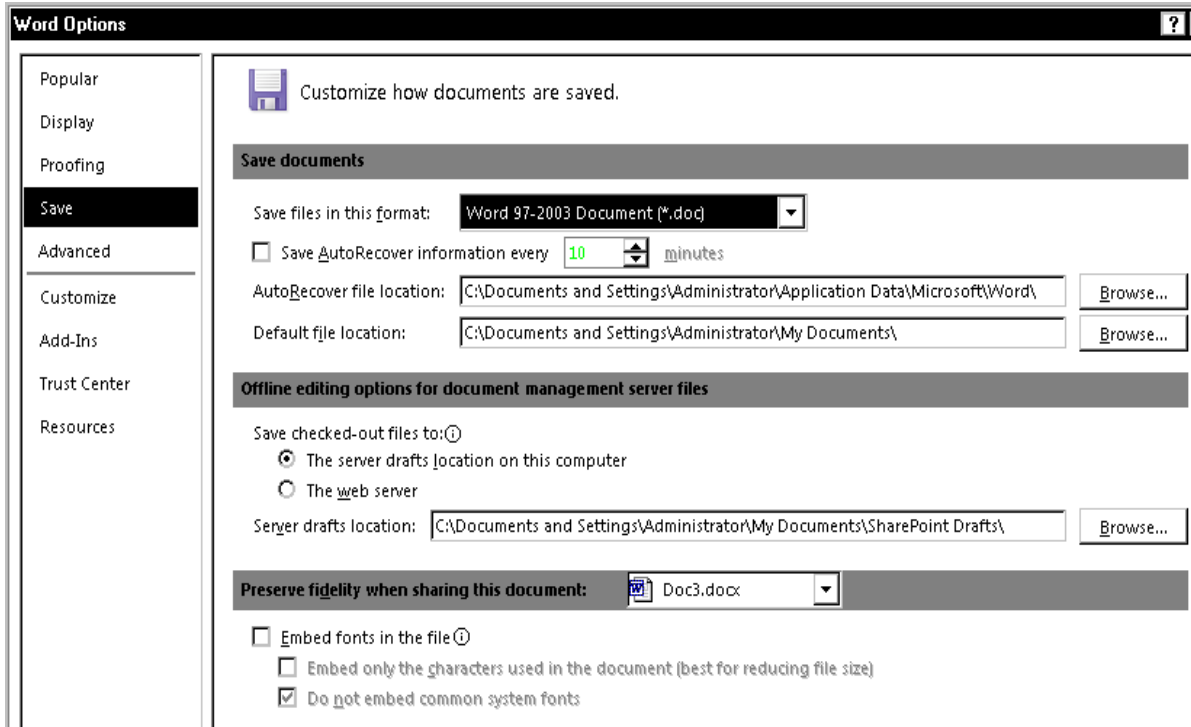 Word Options
?
Popular
Display
Proofing
Save
Advanced
Customize
Add-Ins
Trust Center
Resources
Customize how documents are saved.
Save documents
Save files in this format: Word 97-2003 Document (*.doc)
Save AutoRecover information every 10 minutes
AutoRecover file location: C:\Documents and Settings\Administrator\Application Data\Microsoft\Word\ Browse...
Default file location: C:\Documents and Settings\Administrator\My Documents\ Browse...
Offline editing options for document management server files
Save checked-out files to:
The server drafts location on this computer
The web server
Server drafts location: C:\Documents and Settings\Administrator\My Documents\SharePoint Drafts\ Browse...
Preserve fidelity when sharing this document: Doc3.docx
Embed fonts in the file
Embed only the characters used in the document (best for reducing file size)
Do not embed common system fonts